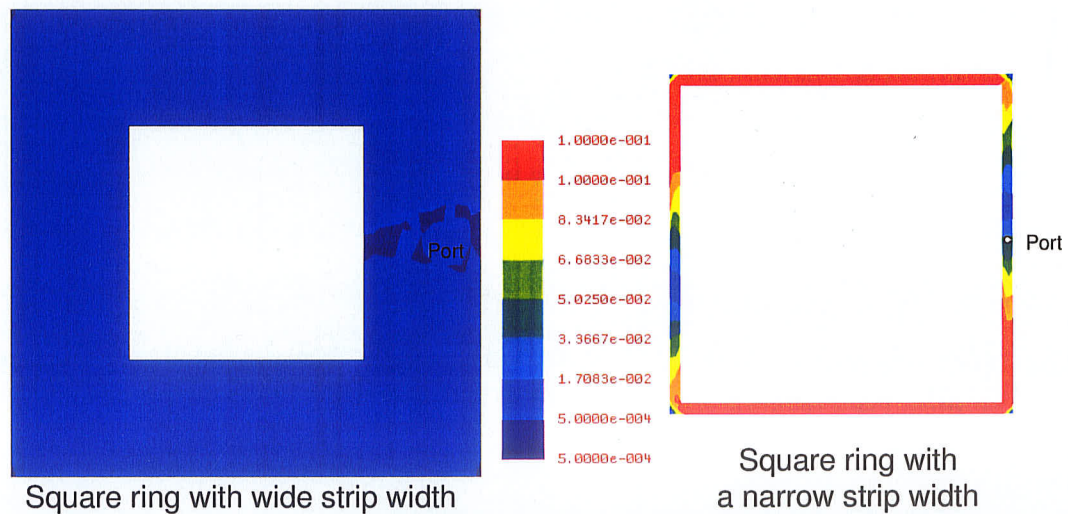 Port
1.0000e-001
1.0000e-001
8.3417e-002
6.6833e-002
5.0250e-002
3.3667e-002
1.7083e-002
5.0000e-004
5.0000e-004
Port
Square ring with wide strip width
Square ring with
a narrow strip width